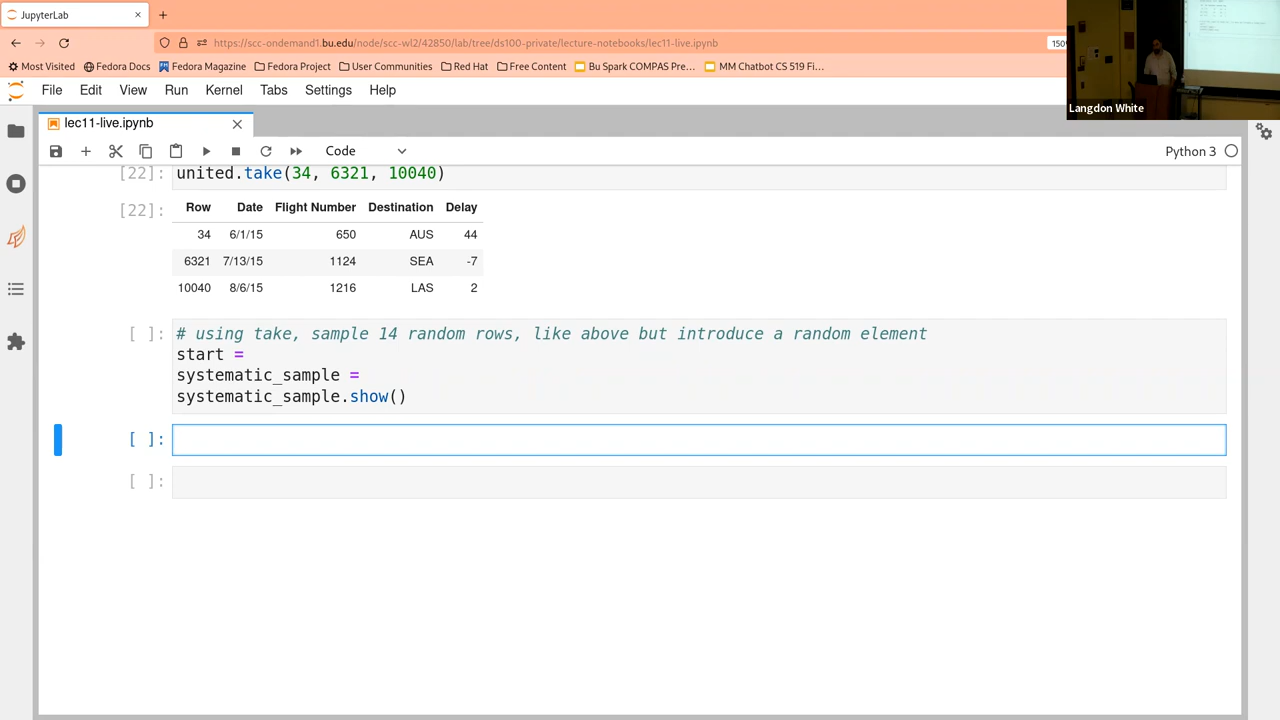 JupyterLab
https://scc-ondemand1.bu.edu/node/scc-wl2/42850/lab/tree/ds100-private/lecture-notebooks/lec11-live.ipynb
150%
Most Visited Fedora Docs Fedora Magazine Fedora Project User Communities Red Hat Free Content Bu Spark COMPAS Pre… MM Chatbot CS 519 Fi…
Langdon White
File Edit View Run Kernel Tabs Settings Help
lec11-live.ipynb
Code Python 3
[22]: united.take(34, 6321, 10040)
[22]: Row Date Flight Number Destination Delay
34 6/1/15 650 AUS 44
6321 7/13/15 1124 SEA -7
10040 8/6/15 1216 LAS 2
[ ]: # using take, sample 14 random rows, like above but introduce a random element
start =
systematic_sample =
systematic_sample.show()
[ ]:
[ ]: